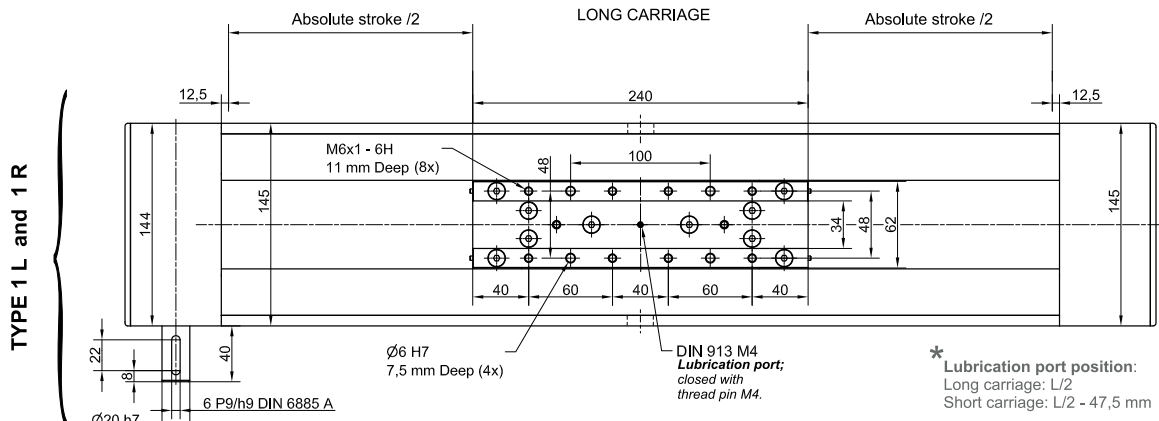 Absolute stroke /2
LONG CARRIAGE
Absolute stroke /2
12,5
240
12,5
M6x1 - 6H
11 mm Deep (8x)
48
100
TYPE 1 L and 1 R
144
145
34
48
62
145
40
60
40
60
40
22
8
40
Ø6 H7
7,5 mm Deep (4x)
DIN 913 M4
Lubrication port;
closed with
thread pin M4.
*
Lubrication port position:
Long carriage: L/2
Short carriage: L/2 - 47,5 mm
6 P9/h9 DIN 6885 A
Ø20 h7